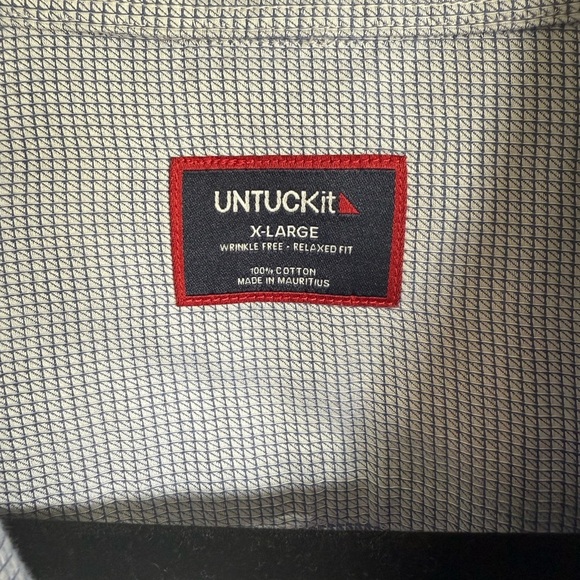 UNTUCKit
X-LARGE
WRINKLE FREE - RELAXED FIT
100% COTTON
MADE IN MAURITIUS